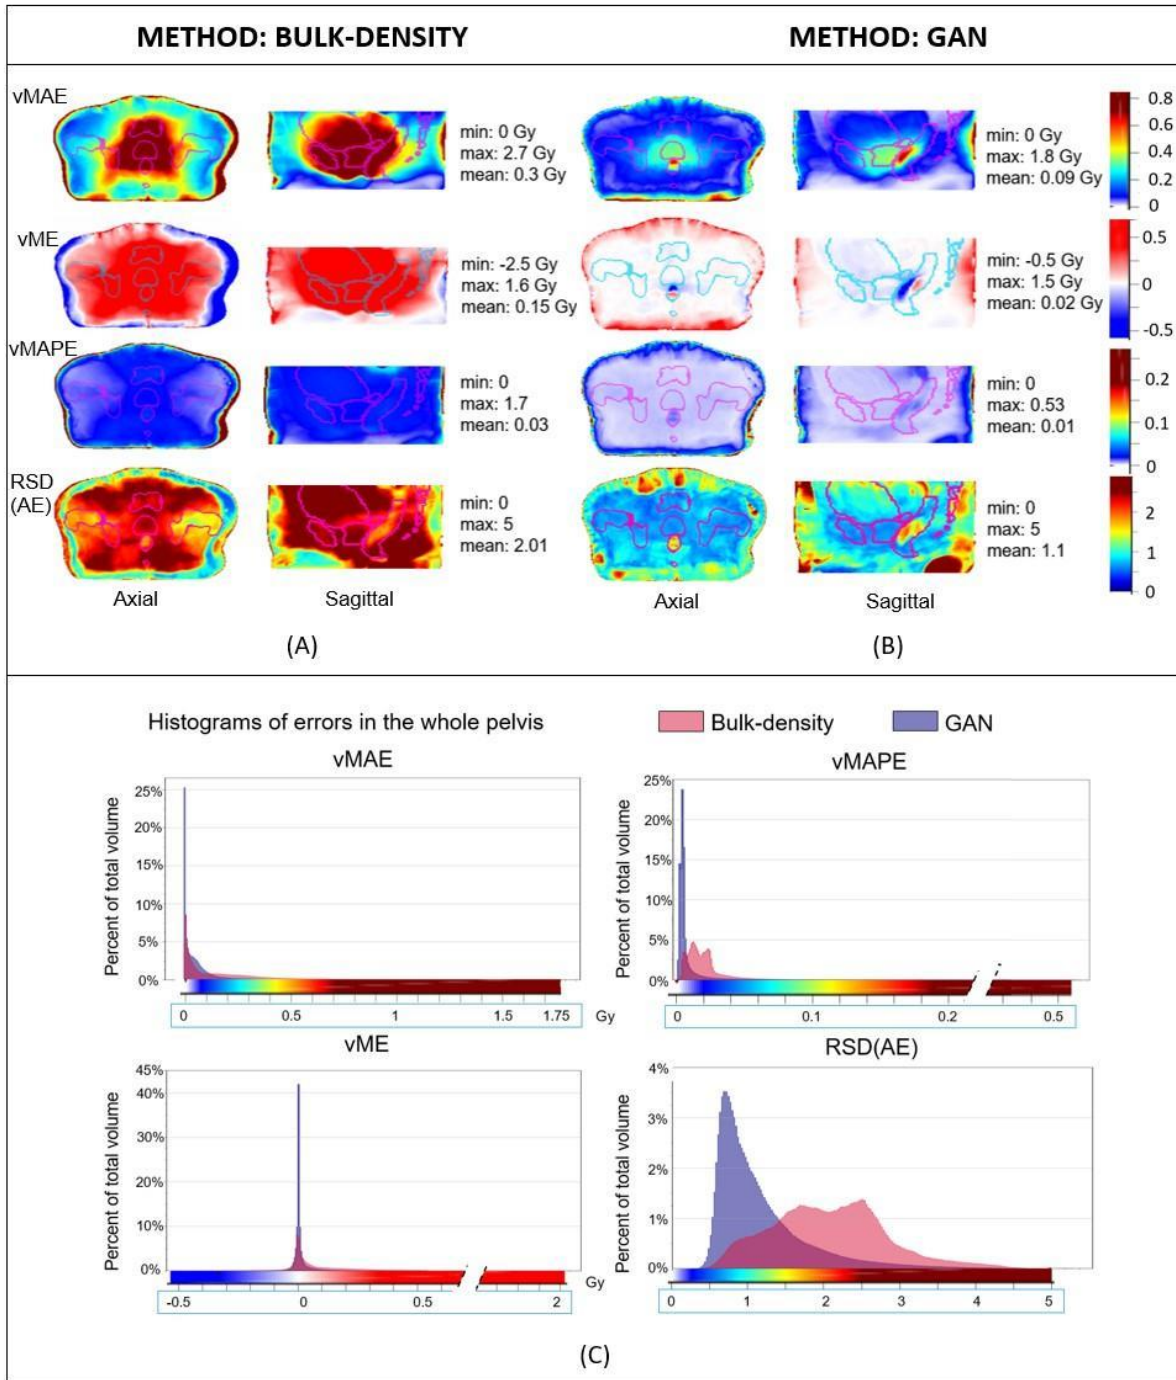 METHOD: BULK-DENSITY
METHOD: GAN
vMAE
min: 0 Gy
max: 2.7 Gy
mean: 0.3 Gy
min: 0 Gy
max: 1.8 Gy
mean: 0.09 Gy
0.8
0.6
0.4
0.2
0
vME
min: -2.5 Gy
max: 1.6 Gy
mean: 0.15 Gy
min: -0.5 Gy
max: 1.5 Gy
mean: 0.02 Gy
0.5
0
-0.5
vMAPE
min: 0
max: 1.7
mean: 0.03
min: 0
max: 0.53
mean: 0.01
0.2
0.1
0
RSD
(AE)
min: 0
max: 5
mean: 2.01
min: 0
max: 5
mean: 1.1
2
1
0
Axial
Sagittal
Axial
Sagittal
(A)
(B)
Histograms of errors in the whole pelvis
Bulk-density
GAN
vMAE
Percent of total volume
25%
20%
15%
10%
5%
0%
0 0.5 1 1.5 1.75 Gy
vMAPE
Percent of total volume
25%
20%
15%
10%
5%
0%
0 0.1 0.2 0.5
vME
Percent of total volume
45%
40%
30%
20%
10%
0%
-0.5 0 0.5 2 Gy
RSD(AE)
Percent of total volume
4%
3%
2%
1%
0%
0 1 2 3 4 5
(C)